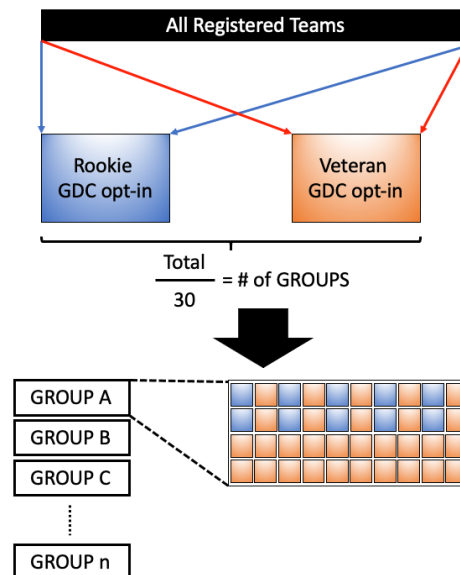 All Registered Teams
Rookie
GDC opt-in
Veteran
GDC opt-in
Total
30
= # of GROUPS
GROUP A
GROUP B
GROUP C
GROUP n